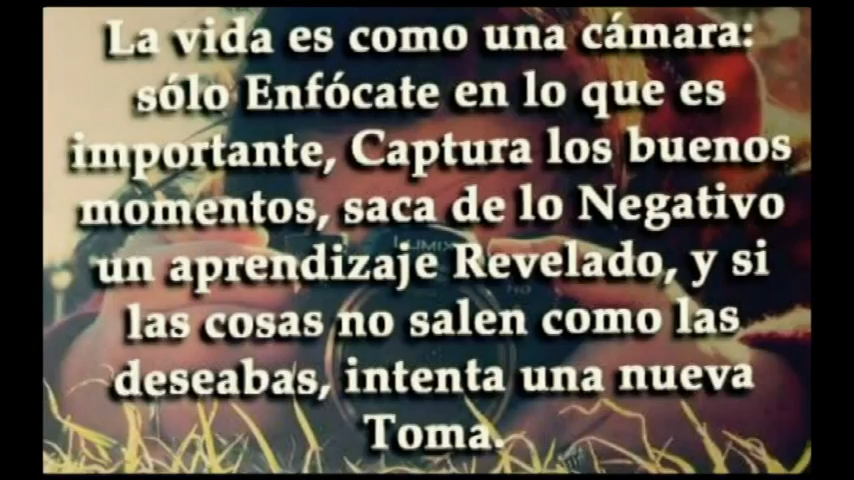 La vida es como una cámara:
sólo Enfócate en lo que es
importante, Captura los buenos
momentos, saca de lo Negativo
un aprendizaje Revelado, y si
las cosas no salen como las
deseabas, intenta una nueva
Toma.
LUMIX